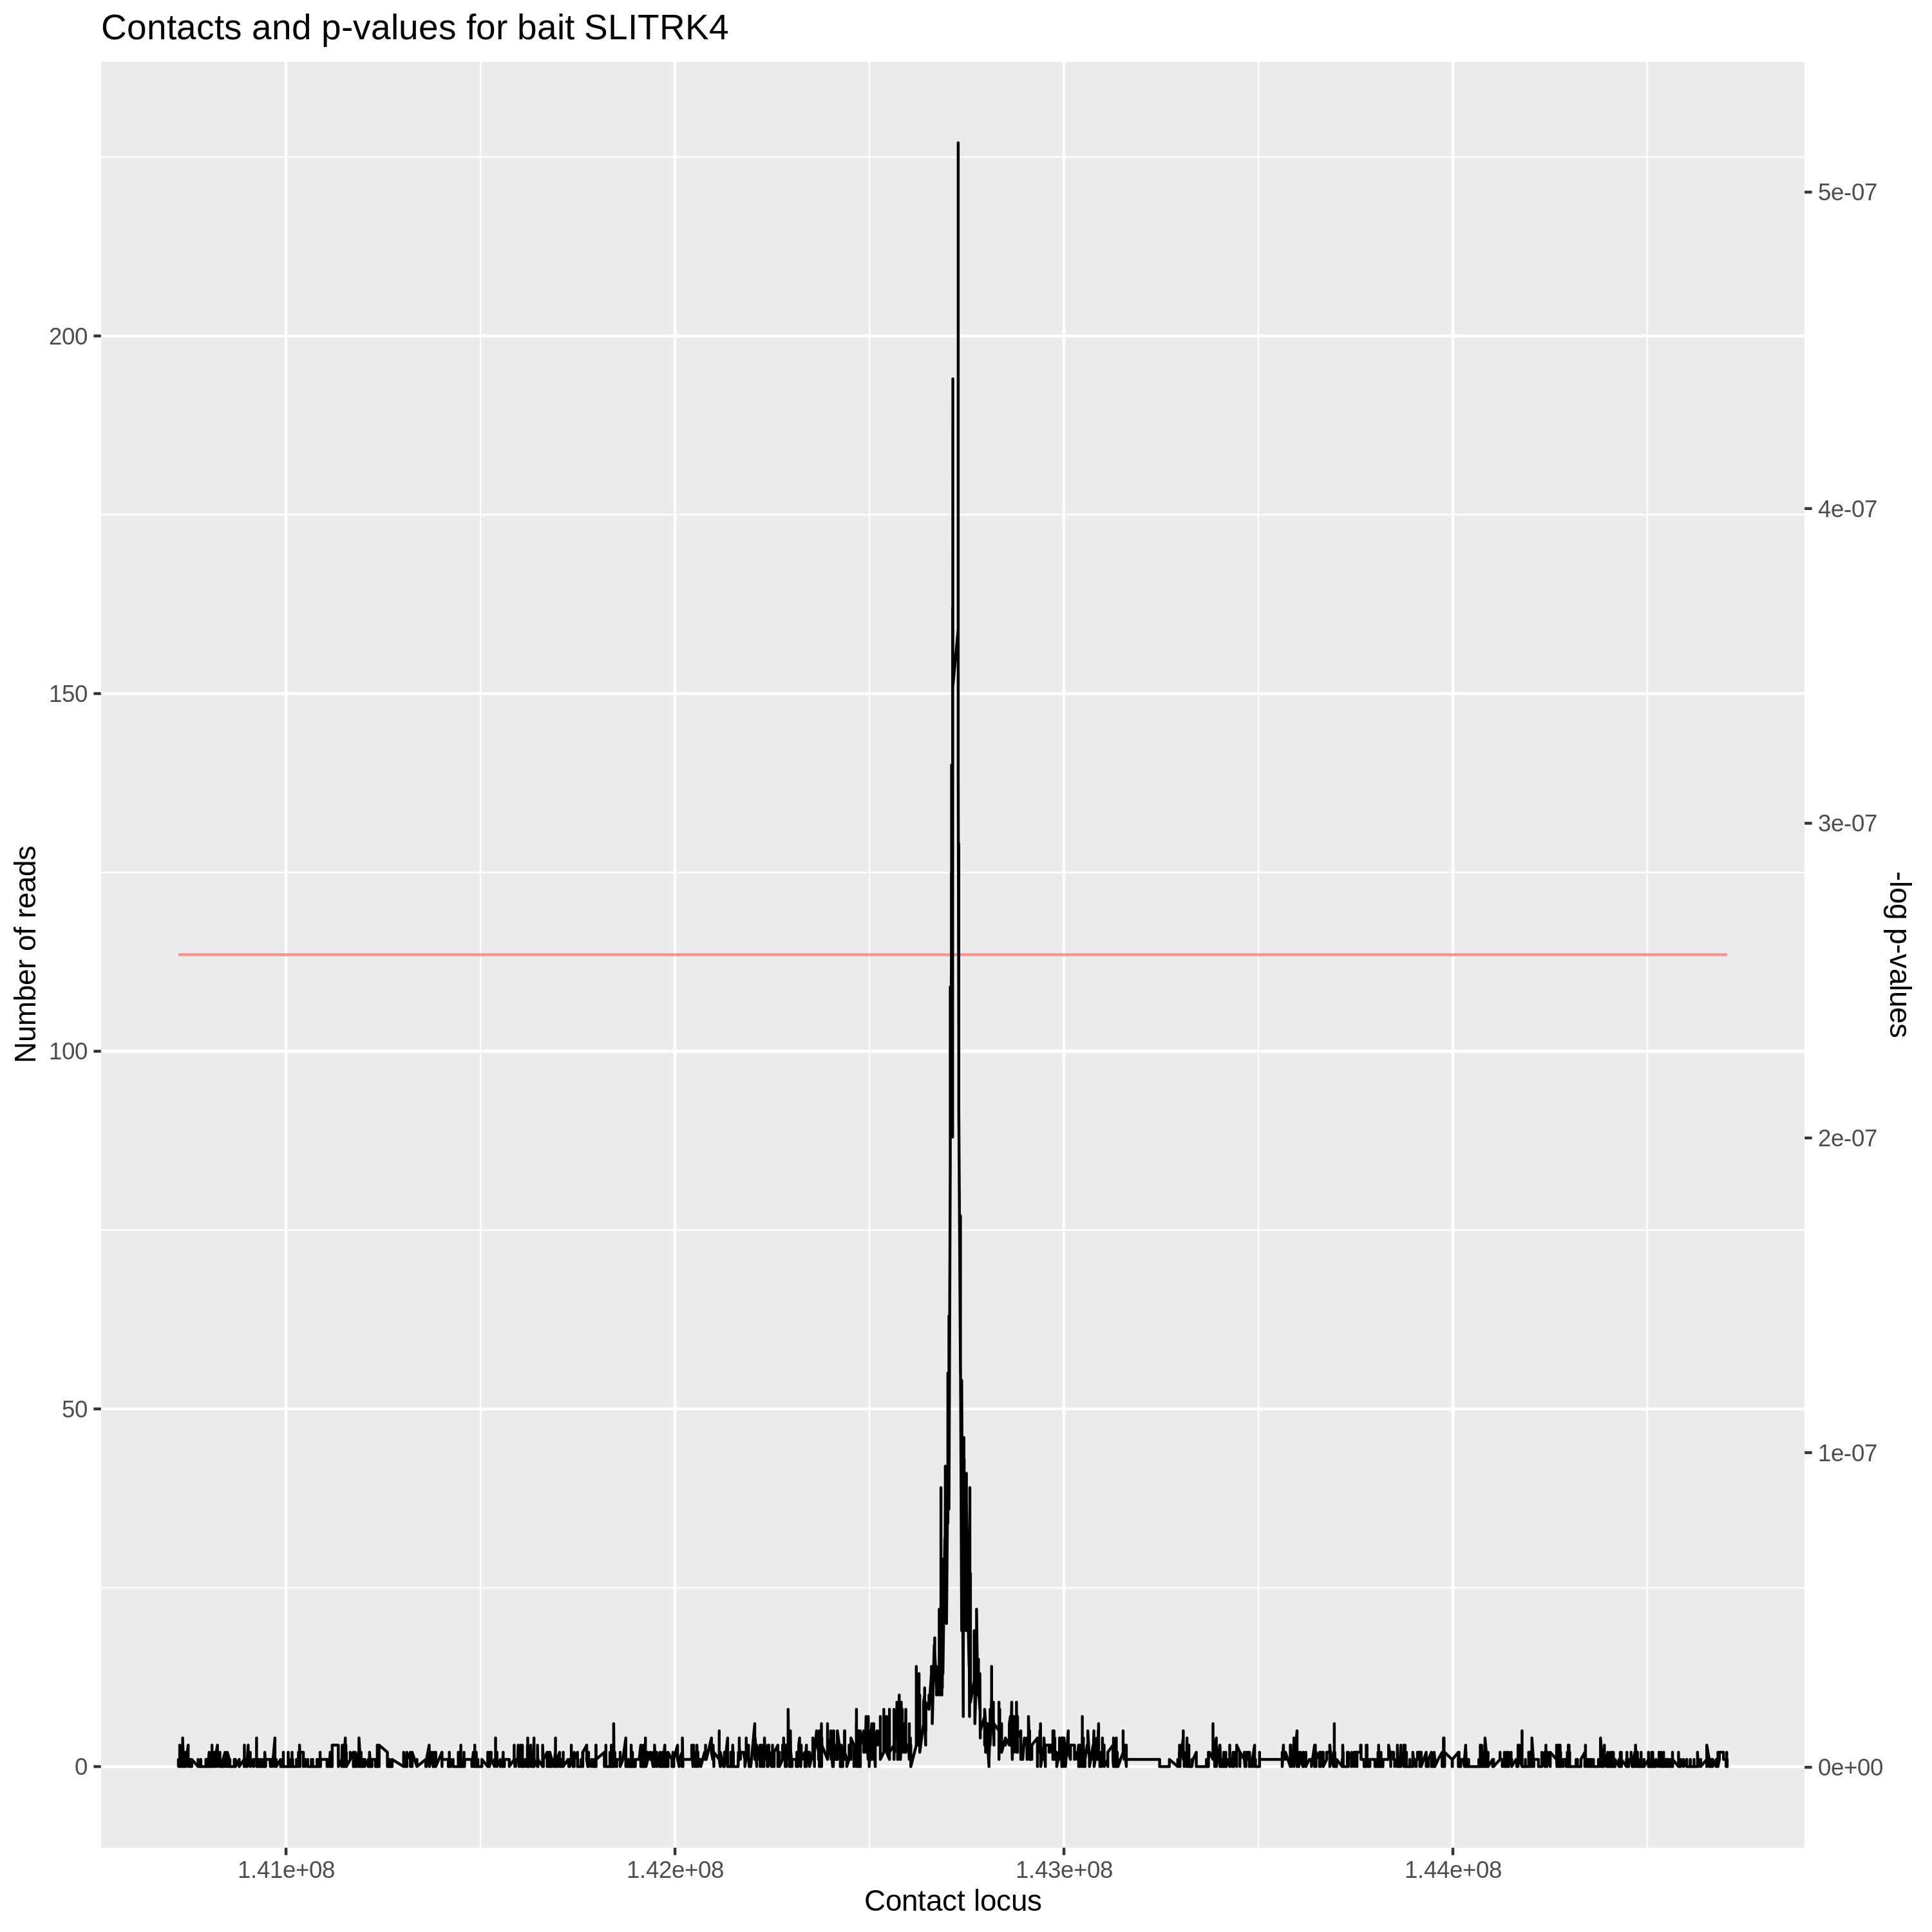 Contacts and p-values for bait SLITRK4
Number of reads
200
150
100
50
0
5e-07
4e-07
3e-07
2e-07
1e-07
0e+00
-log p-values
1.41e+08
1.42e+08
1.43e+08
1.44e+08
Contact locus